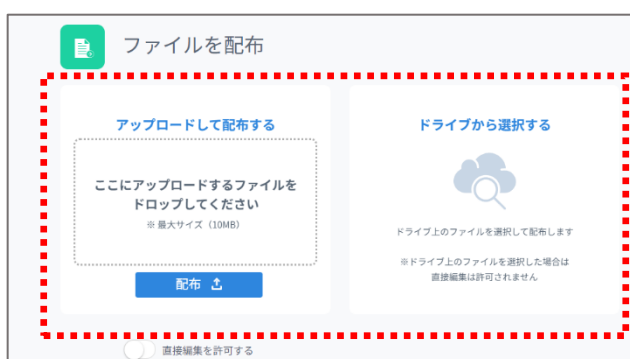 ファイルを配布
アップロードして配布する
ここにアップロードするファイルを
ドロップしてください
※ 最大サイズ（10MB）
配布
ドライブから選択する
ドライブ上のファイルを選択して配布します
※ドライブ上のファイルを選択した場合は
直接編集は許可されません
直接編集を許可する